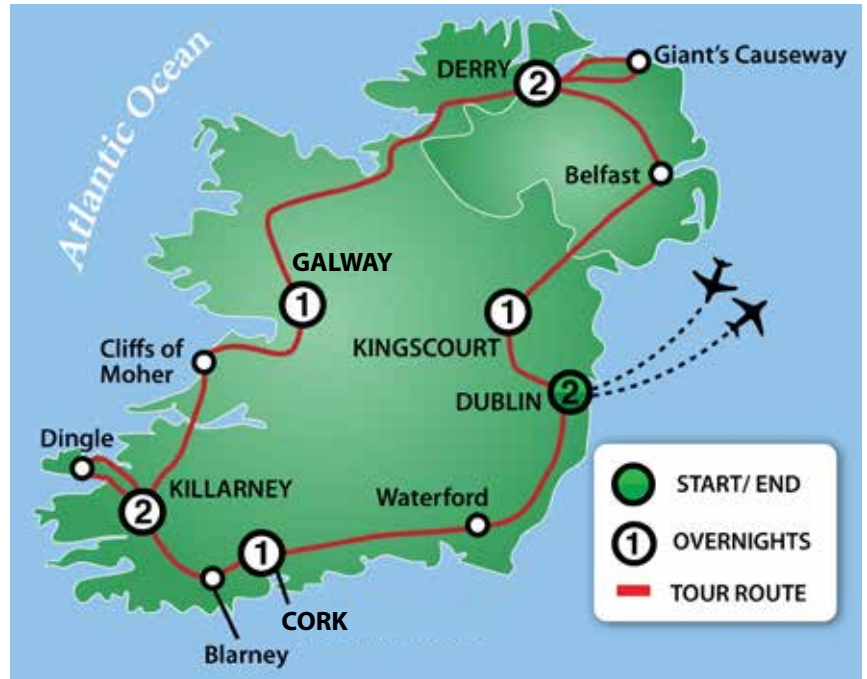 Atlantic Ocean
DERRY
2
Giant's Causeway
Belfast
GALWAY
1
1
KINGSCOURT
Cliffs of
Moher
DUBLIN
2
Dingle
KILLARNEY
2
Waterford
1
CORK
Blarney
START/ END
1
OVERNIGHTS
TOUR ROUTE